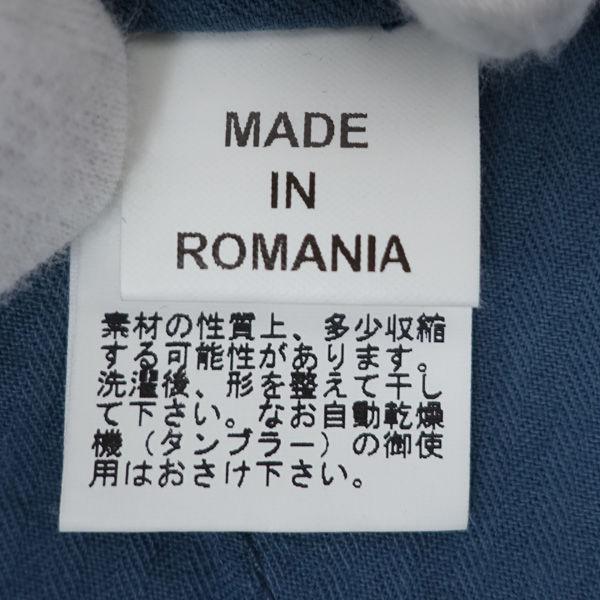 MADE
IN
ROMANIA
素材の性質上、多少収縮
する可能性があります。
洗濯後、形を整えて干し
て下さい。なお自動乾燥
機（タンブラー）の御使
用はおさけ下さい。